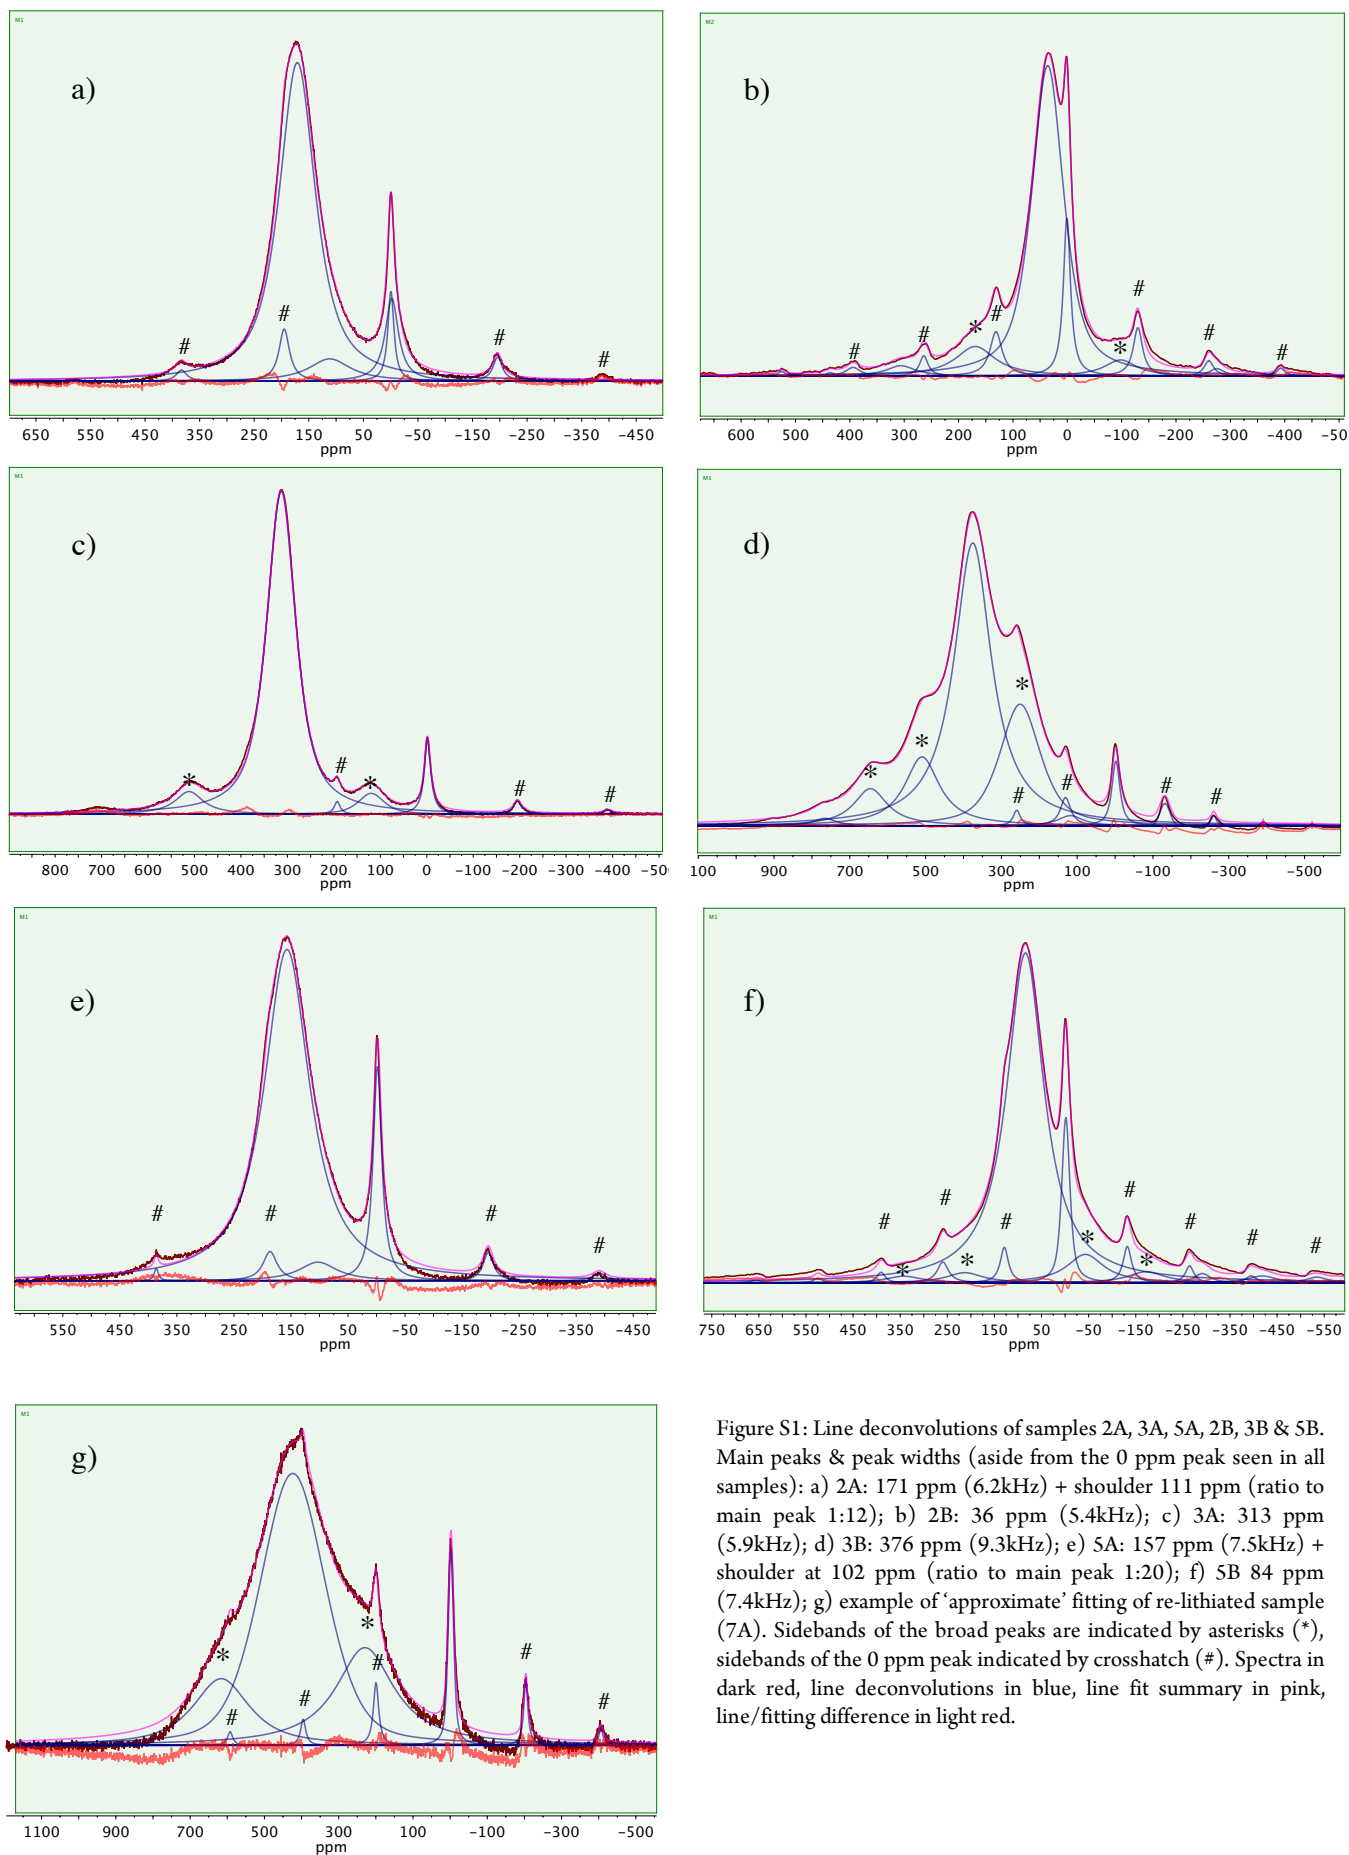 M1
a)
#
#
#
#
650 550 450 350 250 150 50 −50 −150 −250 −350 −450
ppm
M2
b)
#
#
*
#
*
#
#
#
600 500 400 300 200 100 0 −100 −200 −300 −400 −50
ppm
M1
c)
*
#
*
#
#
800 700 600 500 400 300 200 100 0 −100 −200 −300 −400 −50
ppm
M1
d)
*
*
*
#
#
#
#
100 900 700 500 300 100 −100 −300 −500
ppm
M1
e)
#
#
#
#
550 450 350 250 150 50 −50 −150 −250 −350 −450
ppm
M1
f)
#
*
#
*
#
*
#
*
#
#
#
750 650 550 450 350 250 150 50 −50 −150 −250 −350 −450 −550
ppm
M1
g)
*
#
#
*
#
#
#
1100 900 700 500 300 100 −100 −300 −500
ppm
Figure S1: Line deconvolutions of samples 2A, 3A, 5A, 2B, 3B & 5B.
Main peaks & peak widths (aside from the 0 ppm peak seen in all
samples): a) 2A: 171 ppm (6.2kHz) + shoulder 111 ppm (ratio to
main peak 1:12); b) 2B: 36 ppm (5.4kHz); c) 3A: 313 ppm
(5.9kHz); d) 3B: 376 ppm (9.3kHz); e) 5A: 157 ppm (7.5kHz) +
shoulder at 102 ppm (ratio to main peak 1:20); f) 5B 84 ppm
(7.4kHz); g) example of ‘approximate’ fitting of re-lithiated sample
(7A). Sidebands of the broad peaks are indicated by asterisks (*),
sidebands of the 0 ppm peak indicated by crosshatch (#). Spectra in
dark red, line deconvolutions in blue, line fit summary in pink,
line/fitting difference in light red.